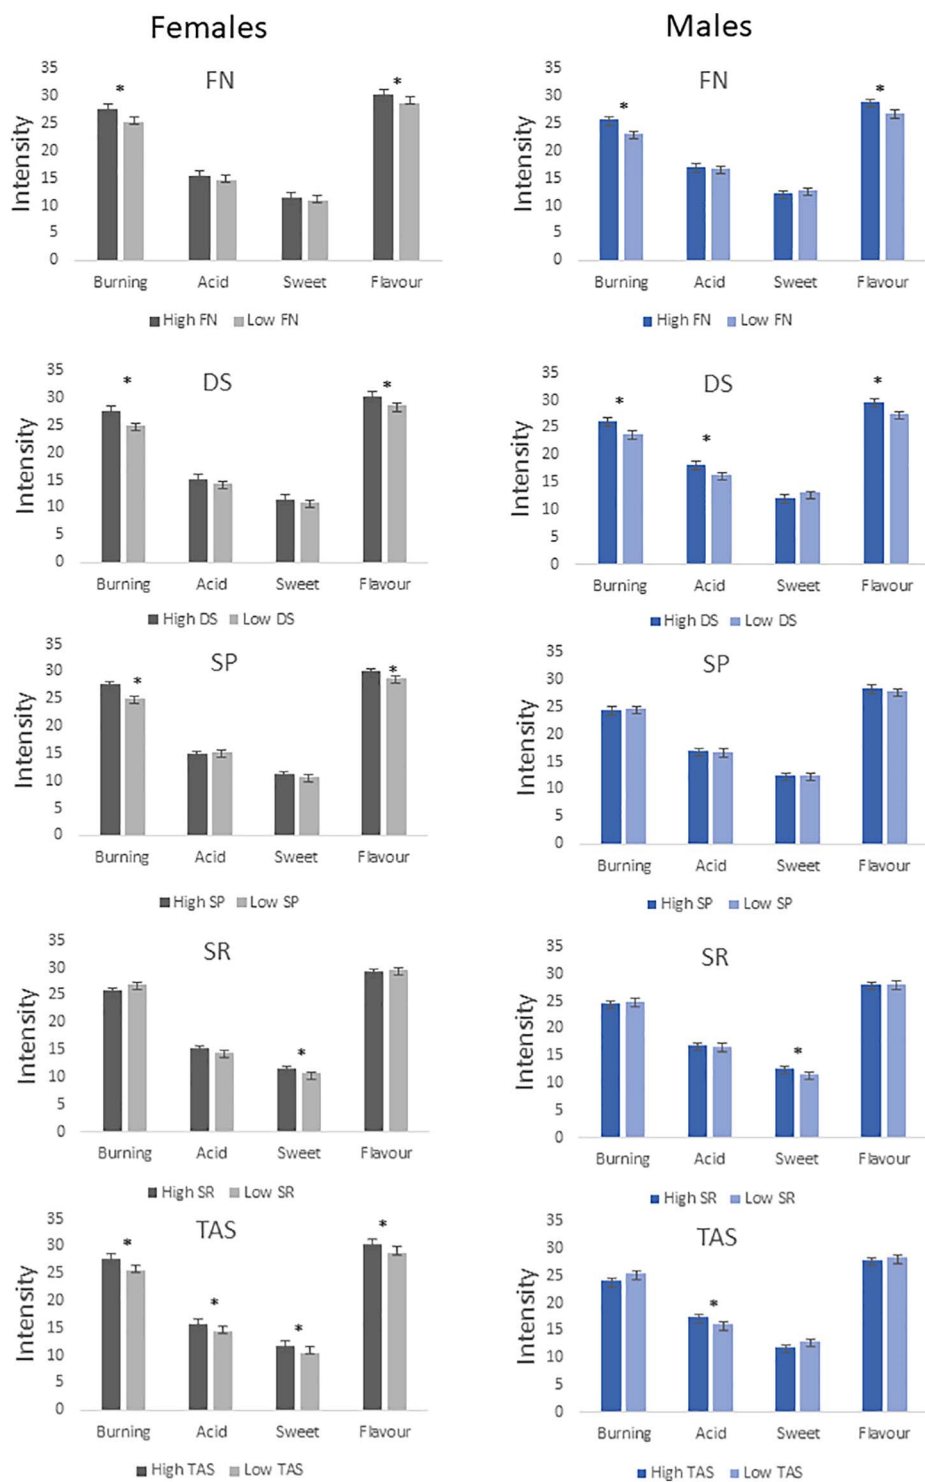 Females
FN
*
*
Intensity
35
30
25
20
15
10
5
0
Burning Acid Sweet Flavour
High FN Low FN
DS
*
*
Intensity
35
30
25
20
15
10
5
0
Burning Acid Sweet Flavour
High DS Low DS
SP
*
*
Intensity
35
30
25
20
15
10
5
0
Burning Acid Sweet Flavour
High SP Low SP
SR
*
Intensity
35
30
25
20
15
10
5
0
Burning Acid Sweet Flavour
High SR Low SR
TAS
*
*
*
*
Intensity
35
30
25
20
15
10
5
0
Burning Acid Sweet Flavour
High TAS Low TAS
Males
FN
*
*
Intensity
35
30
25
20
15
10
5
0
Burning Acid Sweet Flavour
High FN Low FN
DS
*
*
*
Intensity
35
30
25
20
15
10
5
0
Burning Acid Sweet Flavour
High DS Low DS
SP
Intensity
35
30
25
20
15
10
5
0
Burning Acid Sweet Flavour
High SP Low SP
SR
*
Intensity
35
30
25
20
15
10
5
0
Burning Acid Sweet Flavour
High SR Low SR
TAS
*
Intensity
35
30
25
20
15
10
5
0
Burning Acid Sweet Flavour
High TAS Low TAS